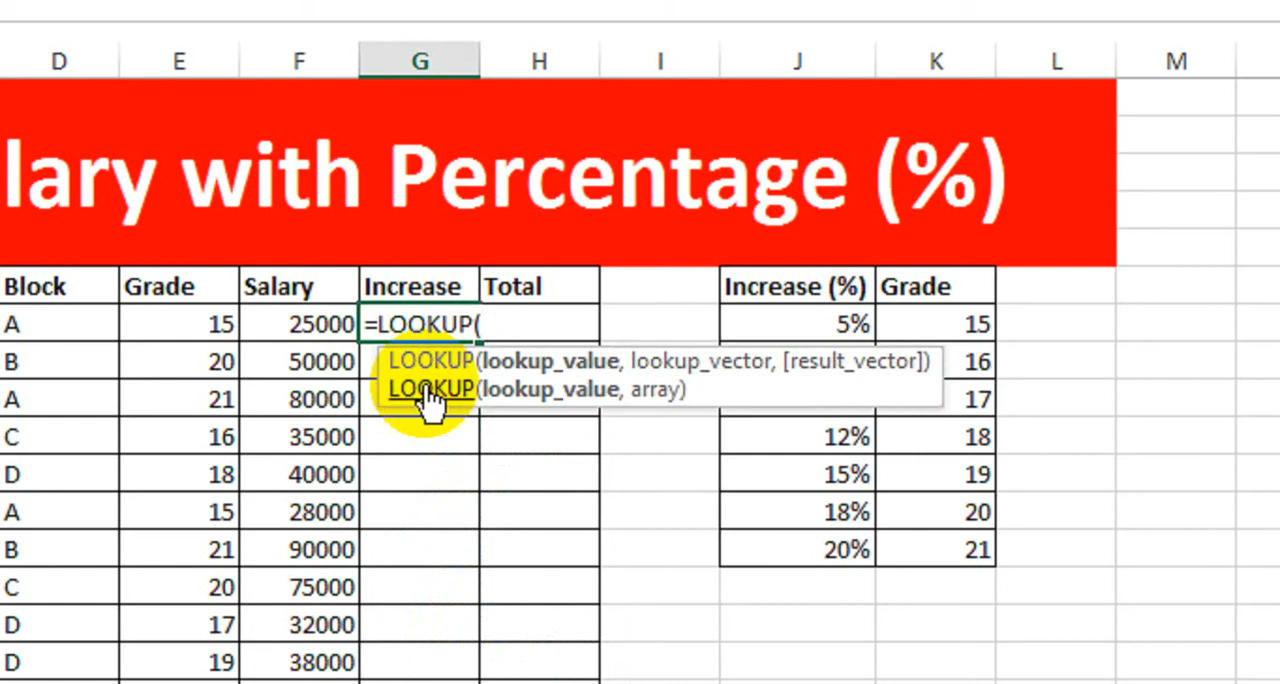 D E F G H I J K L M
lary with Percentage (%)
Block Grade Salary Increase Total Increase (%) Grade
A 15 25000 =LOOKUP( 5% 15
B 20 50000 LOOKUP(lookup_value, lookup_vector, [result_vector]) 16
A 21 80000 LOOKUP(lookup_value, array) 17
C 16 35000 12% 18
D 18 40000 15% 19
A 15 28000 18% 20
B 21 90000 20% 21
C 20 75000
D 17 32000
D 19 38000